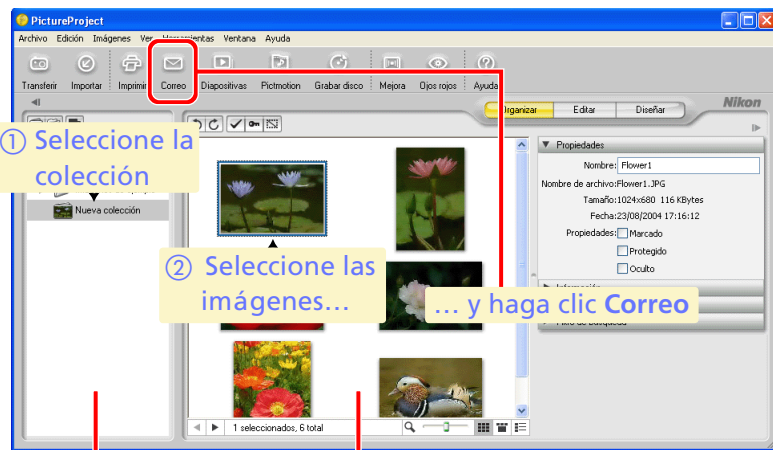 PictureProject
Archivo Edición Imágenes Ver Herramientas Ventana Ayuda
Transferir Importar Imprimir Correo Diapositivas Pictmotion Grabar disco Mejora Ojos rojos Ayuda
Organizar Editar Diseñar
Nikon
① Seleccione la
colección
Nueva colección
② Seleccione las
imágenes...
... y haga clic Correo
1 seleccionados, 6 total
Propiedades
Nombre: Flower1
Nombre de archivo:Flower1.JPG
Tamaño:1024x680 116 KBytes
Fecha:23/08/2004 17:16:12
Propiedades: Marcado
Protegido
Oculto